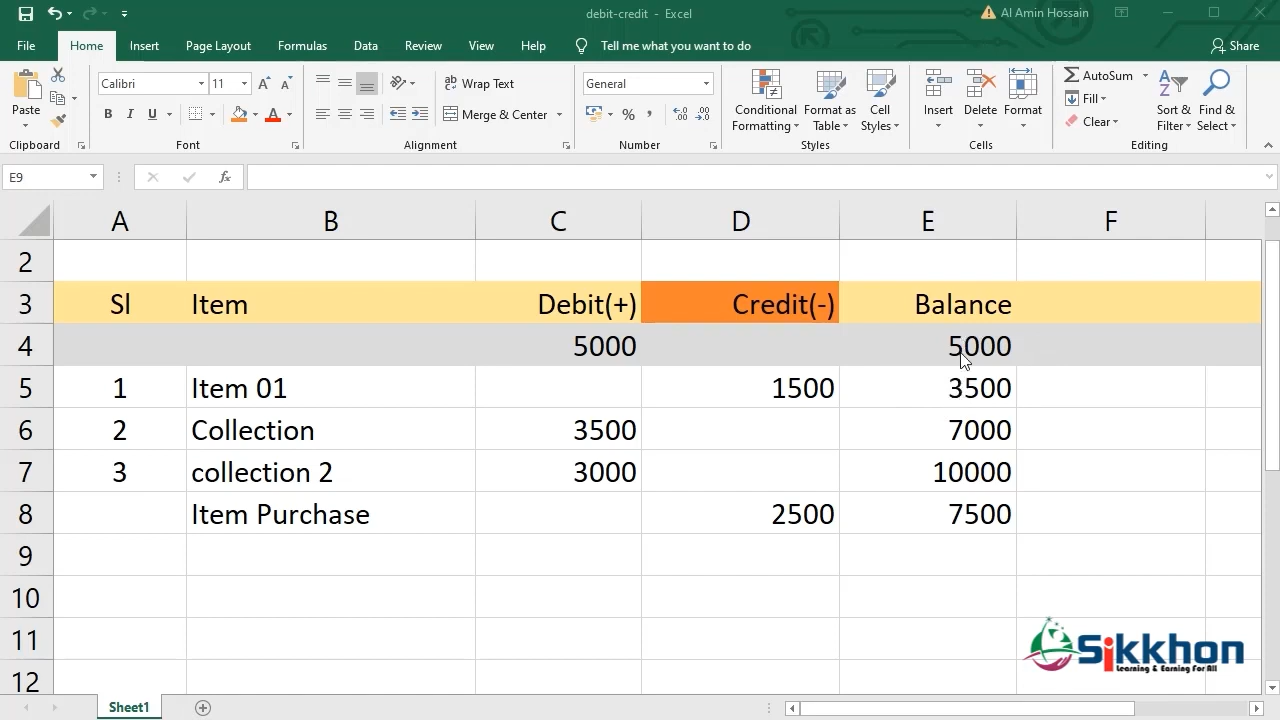 debit-credit - Excel
Al Amin Hossain
File Home Insert Page Layout Formulas Data Review View Help Tell me what you want to do Share
Calibri 11 Wrap Text General AutoSum
Paste B I U Merge & Center % , Conditional Formatting Format as Table Cell Styles Insert Delete Format Fill Clear Sort & Filter Find & Select
Clipboard Font Alignment Number Styles Cells Editing
E9 fx
A B C D E F
2
3 Sl Item Debit(+) Credit(-) Balance
4 5000 5000
5 1 Item 01 1500 3500
6 2 Collection 3500 7000
7 3 collection 2 3000 10000
8 Item Purchase 2500 7500
9
10
11
12
Sikkhon
Learning & Earning For All
Sheet1